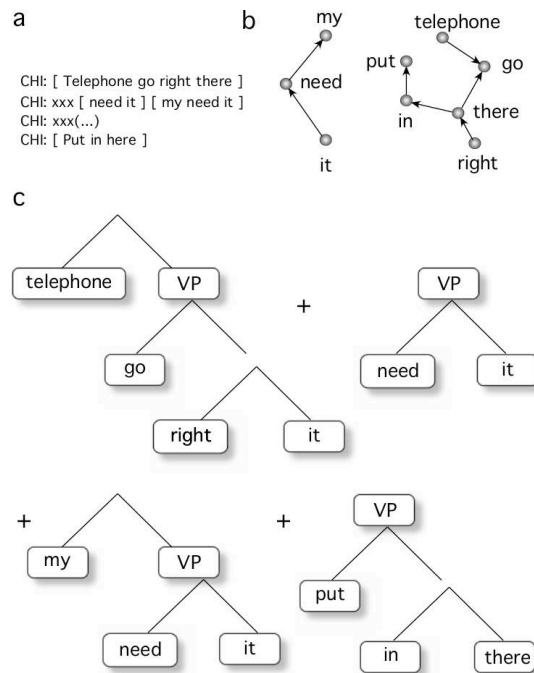 a
CHI: [ Telephone go right there ]
CHI: xxx [ need it ] [ my need it ]
CHI: xxx(...)
CHI: [ Put in here ]
b
my
need
it
telephone
put
go
in
there
right
c
telephone
VP
go
right
it
+
VP
need
it
+
my
VP
need
it
+
VP
put
in
there